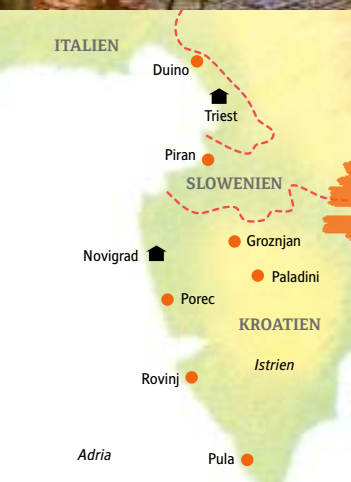 ITALIEN
Duino
Triest
Piran
SLOWENIEN
Groznjan
Novigrad
Paladini
Porec
KROATIEN
Istrien
Rovinj
Adria
Pula